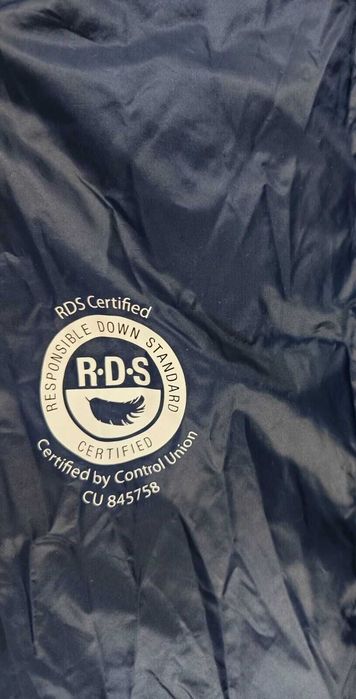 RDS Certified
RESPONSIBLE DOWN STANDARD
R·D·S
CERTIFIED
Certified by Control Union
CU 845758